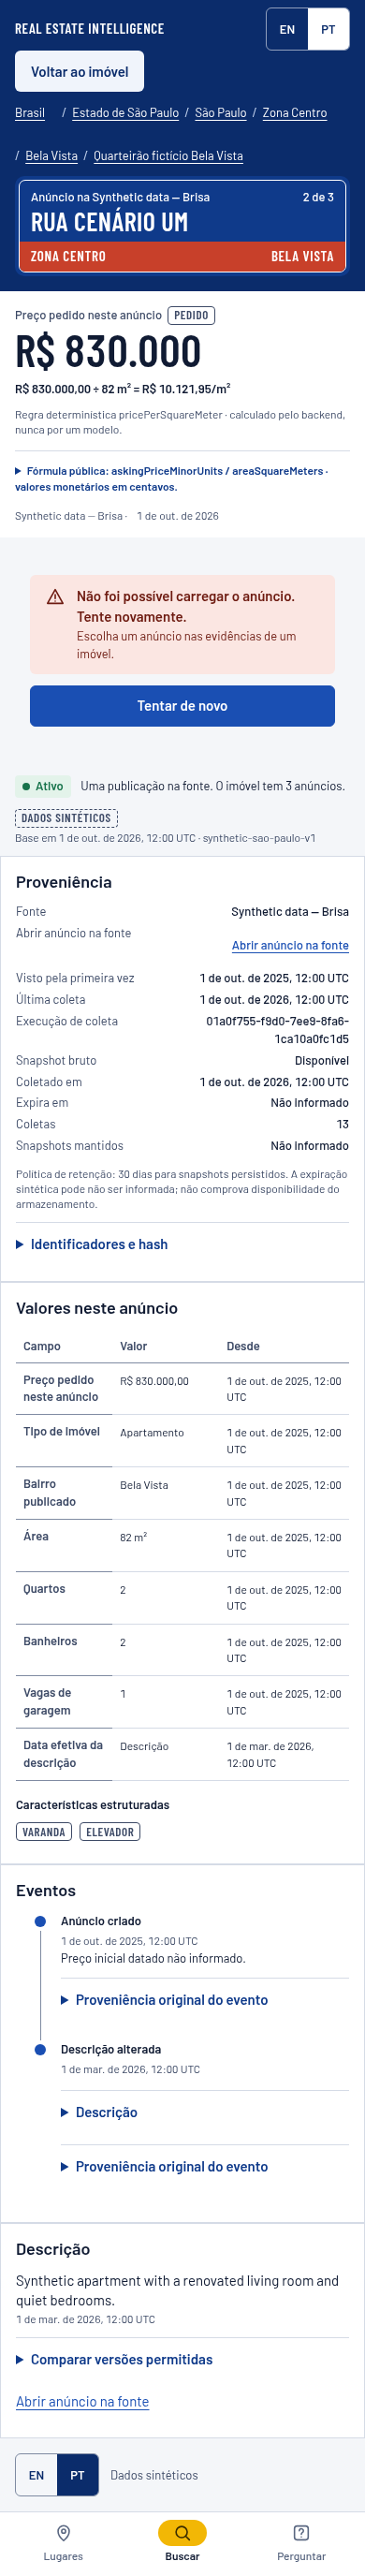 REAL ESTATE INTELLIGENCE
EN PT
Voltar ao imóvel
Brasil / Estado de São Paulo / São Paulo / Zona Centro
/ Bela Vista / Quarteirão fictício Bela Vista
Anúncio na Synthetic data — Brisa 2 de 3
RUA CENÁRIO UM
ZONA CENTRO BELA VISTA
Preço pedido neste anúncio PEDIDO
R$ 830.000
R$ 830.000,00 ÷ 82 m² = R$ 10.121,95/m²
Regra determinística pricePerSquareMeter · calculado pelo backend,
nunca por um modelo.
Fórmula pública: askingPriceMinorUnits / areaSquareMeters ·
valores monetários em centavos.
Synthetic data — Brisa · 1 de out. de 2026
Não foi possível carregar o anúncio.
Tente novamente.
Escolha um anúncio nas evidências de um
imóvel.
Tentar de novo
Ativo Uma publicação na fonte. O imóvel tem 3 anúncios.
DADOS SINTÉTICOS
Base em 1 de out. de 2026, 12:00 UTC · synthetic-sao-paulo-v1
Proveniência
Fonte Synthetic data — Brisa
Abrir anúncio na fonte Abrir anúncio na fonte
Visto pela primeira vez 1 de out. de 2025, 12:00 UTC
Última coleta 1 de out. de 2026, 12:00 UTC
Execução de coleta 01a0f755-f9d0-7ee9-8fa6-
1ca10a0fc1d5
Snapshot bruto Disponível
Coletado em 1 de out. de 2026, 12:00 UTC
Expira em Não informado
Coletas 13
Snapshots mantidos Não informado
Política de retenção: 30 dias para snapshots persistidos. A expiração
sintética pode não ser informada; não comprova disponibilidade do
armazenamento.
Identificadores e hash
Valores neste anúncio
Campo Valor Desde
Preço pedido neste anúncio R$ 830.000,00 1 de out. de 2025, 12:00 UTC
Tipo de imóvel Apartamento 1 de out. de 2025, 12:00 UTC
Bairro publicado Bela Vista 1 de out. de 2025, 12:00 UTC
Área 82 m² 1 de out. de 2025, 12:00 UTC
Quartos 2 1 de out. de 2025, 12:00 UTC
Banheiros 2 1 de out. de 2025, 12:00 UTC
Vagas de garagem 1 1 de out. de 2025, 12:00 UTC
Data efetiva da descrição Descrição 1 de mar. de 2026, 12:00 UTC
Características estruturadas
VARANDA ELEVADOR
Eventos
Anúncio criado
1 de out. de 2025, 12:00 UTC
Preço inicial datado não informado.
Proveniência original do evento
Descrição alterada
1 de mar. de 2026, 12:00 UTC
Descrição
Proveniência original do evento
Descrição
Synthetic apartment with a renovated living room and
quiet bedrooms.
1 de mar. de 2026, 12:00 UTC
Comparar versões permitidas
Abrir anúncio na fonte
EN PT Dados sintéticos
Lugares Buscar Perguntar